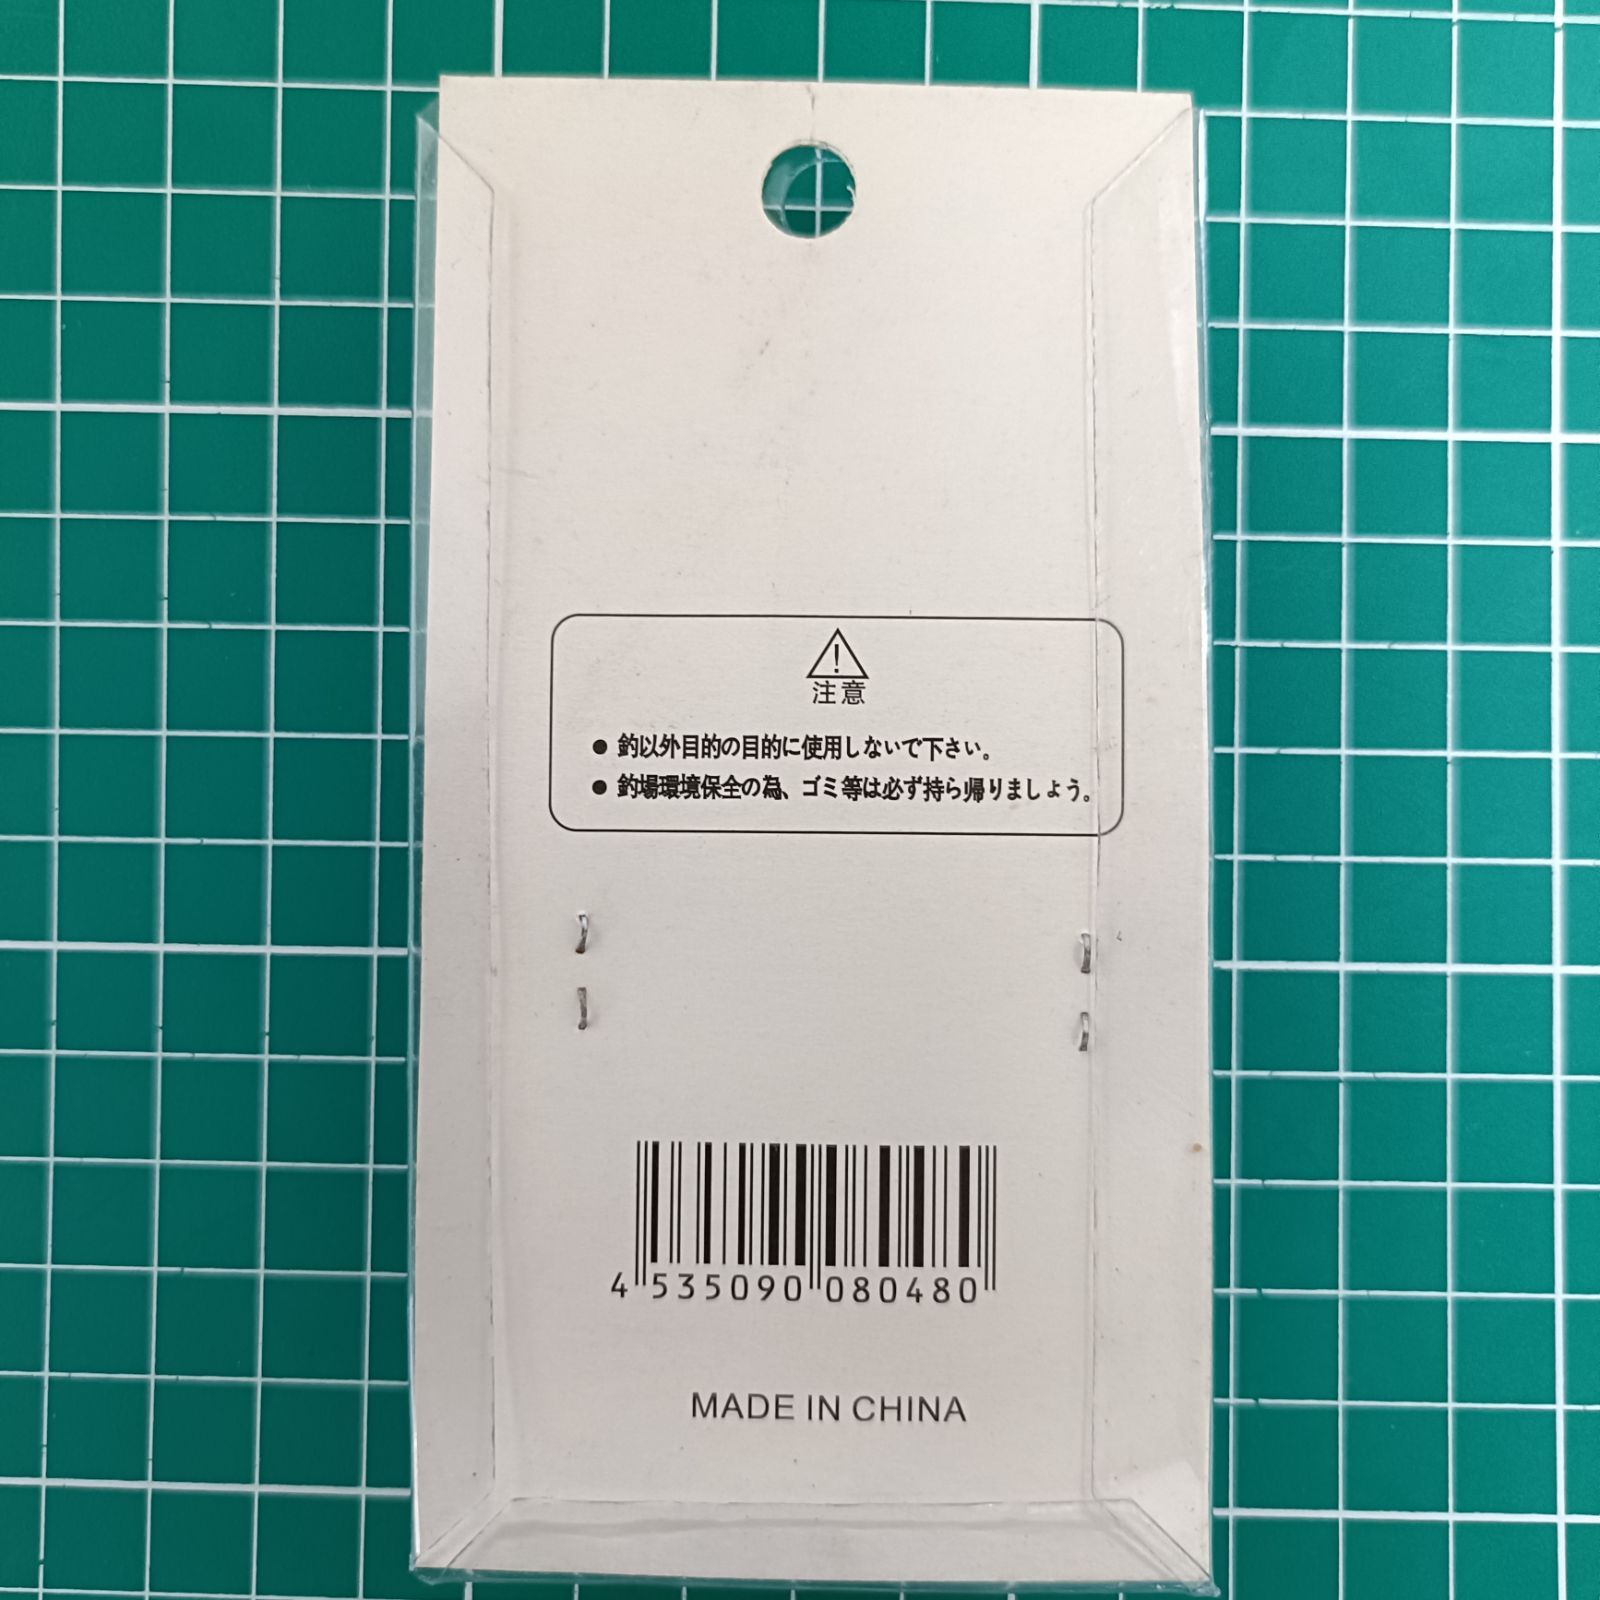 注意
● 釣以外目的の目的に使用しないで下さい。
● 釣場環境保全の為、ゴミ等は必ず持ら帰りましょう。
4 535090 080480
MADE IN CHINA